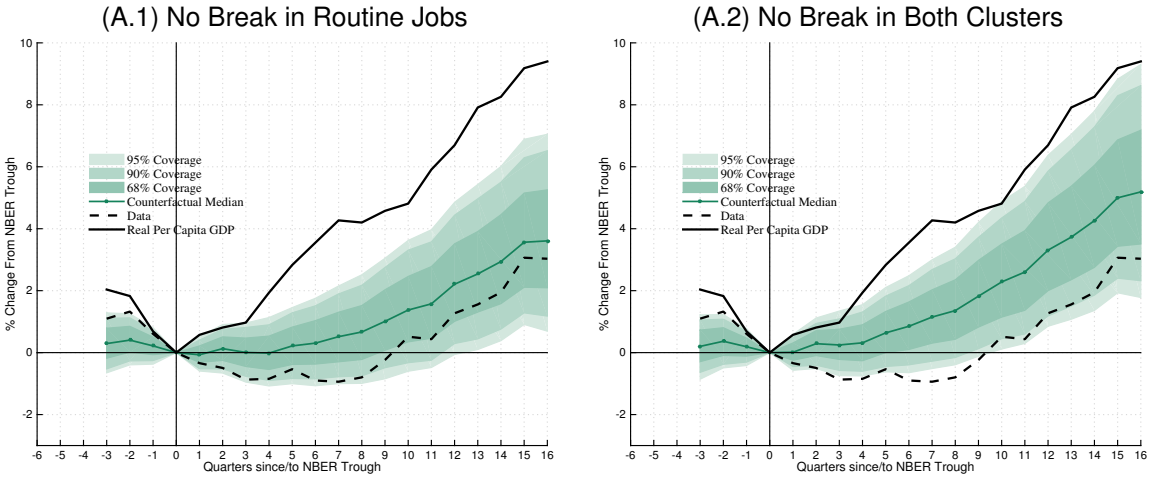 (A.1) No Break in Routine Jobs
10
8
6
4
2
0
-2
% Change From NBER Trough
95% Coverage
90% Coverage
68% Coverage
Counterfactual Median
Data
Real Per Capita GDP
-6 -5 -4 -3 -2 -1 0 1 2 3 4 5 6 7 8 9 10 11 12 13 14 15 16
Quarters since/to NBER Trough
(A.2) No Break in Both Clusters
10
8
6
4
2
0
-2
% Change From NBER Trough
95% Coverage
90% Coverage
68% Coverage
Counterfactual Median
Data
Real Per Capita GDP
-6 -5 -4 -3 -2 -1 0 1 2 3 4 5 6 7 8 9 10 11 12 13 14 15 16
Quarters since/to NBER Trough